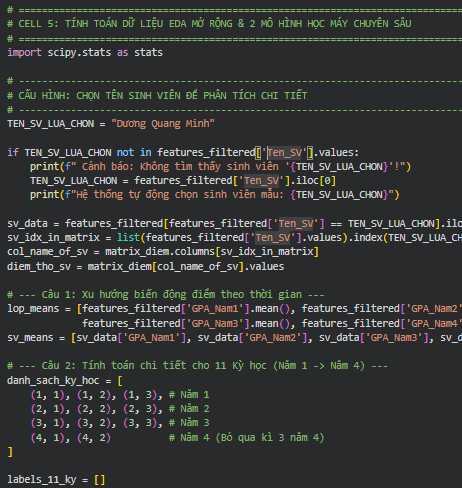 # ==============================================================
# CELL 5: TÍNH TOÁN DỮ LIỆU EDA MỞ RỘNG & 2 MÔ HÌNH HỌC MÁY CHUYÊN SÂU
# ==============================================================
import scipy.stats as stats
# --------------------------------------------------------------
# CẤU HÌNH: CHỌN TÊN SINH VIÊN ĐỂ PHÂN TÍCH CHI TIẾT
# --------------------------------------------------------------
TEN_SV_LUA_CHON = "Dương Quang Minh"
if TEN_SV_LUA_CHON not in features_filtered['Ten_SV'].values:
print(f" Cảnh báo: Không tìm thấy sinh viên '{TEN_SV_LUA_CHON}'!")
TEN_SV_LUA_CHON = features_filtered['Ten_SV'].iloc[0]
print(f"Hệ thống tự động chọn sinh viên mẫu: {TEN_SV_LUA_CHON}")
sv_data = features_filtered[features_filtered['Ten_SV'] == TEN_SV_LUA_CHON].iloc
sv_idx_in_matrix = list(features_filtered['Ten_SV'].values).index(TEN_SV_LUA_CH
col_name_of_sv = matrix_diem.columns[sv_idx_in_matrix]
diem_tho_sv = matrix_diem[col_name_of_sv].values
# --- Câu 1: Xu hướng biến động điểm theo thời gian ---
lop_means = [features_filtered['GPA_Nam1'].mean(), features_filtered['GPA_Nam2'
features_filtered['GPA_Nam3'].mean(), features_filtered['GPA_Nam4'
sv_means = [sv_data['GPA_Nam1'], sv_data['GPA_Nam2'], sv_data['GPA_Nam3'], sv_d
# --- Câu 2: Tính toán chi tiết cho 11 Kỳ học (Năm 1 -> Năm 4) ---
danh_sach_ky_hoc = [
(1, 1), (1, 2), (1, 3), # Năm 1
(2, 1), (2, 2), (2, 3), # Năm 2
(3, 1), (3, 2), (3, 3), # Năm 3
(4, 1), (4, 2) # Năm 4 (Bỏ qua kì 3 năm 4)
]
labels_11_ky = []